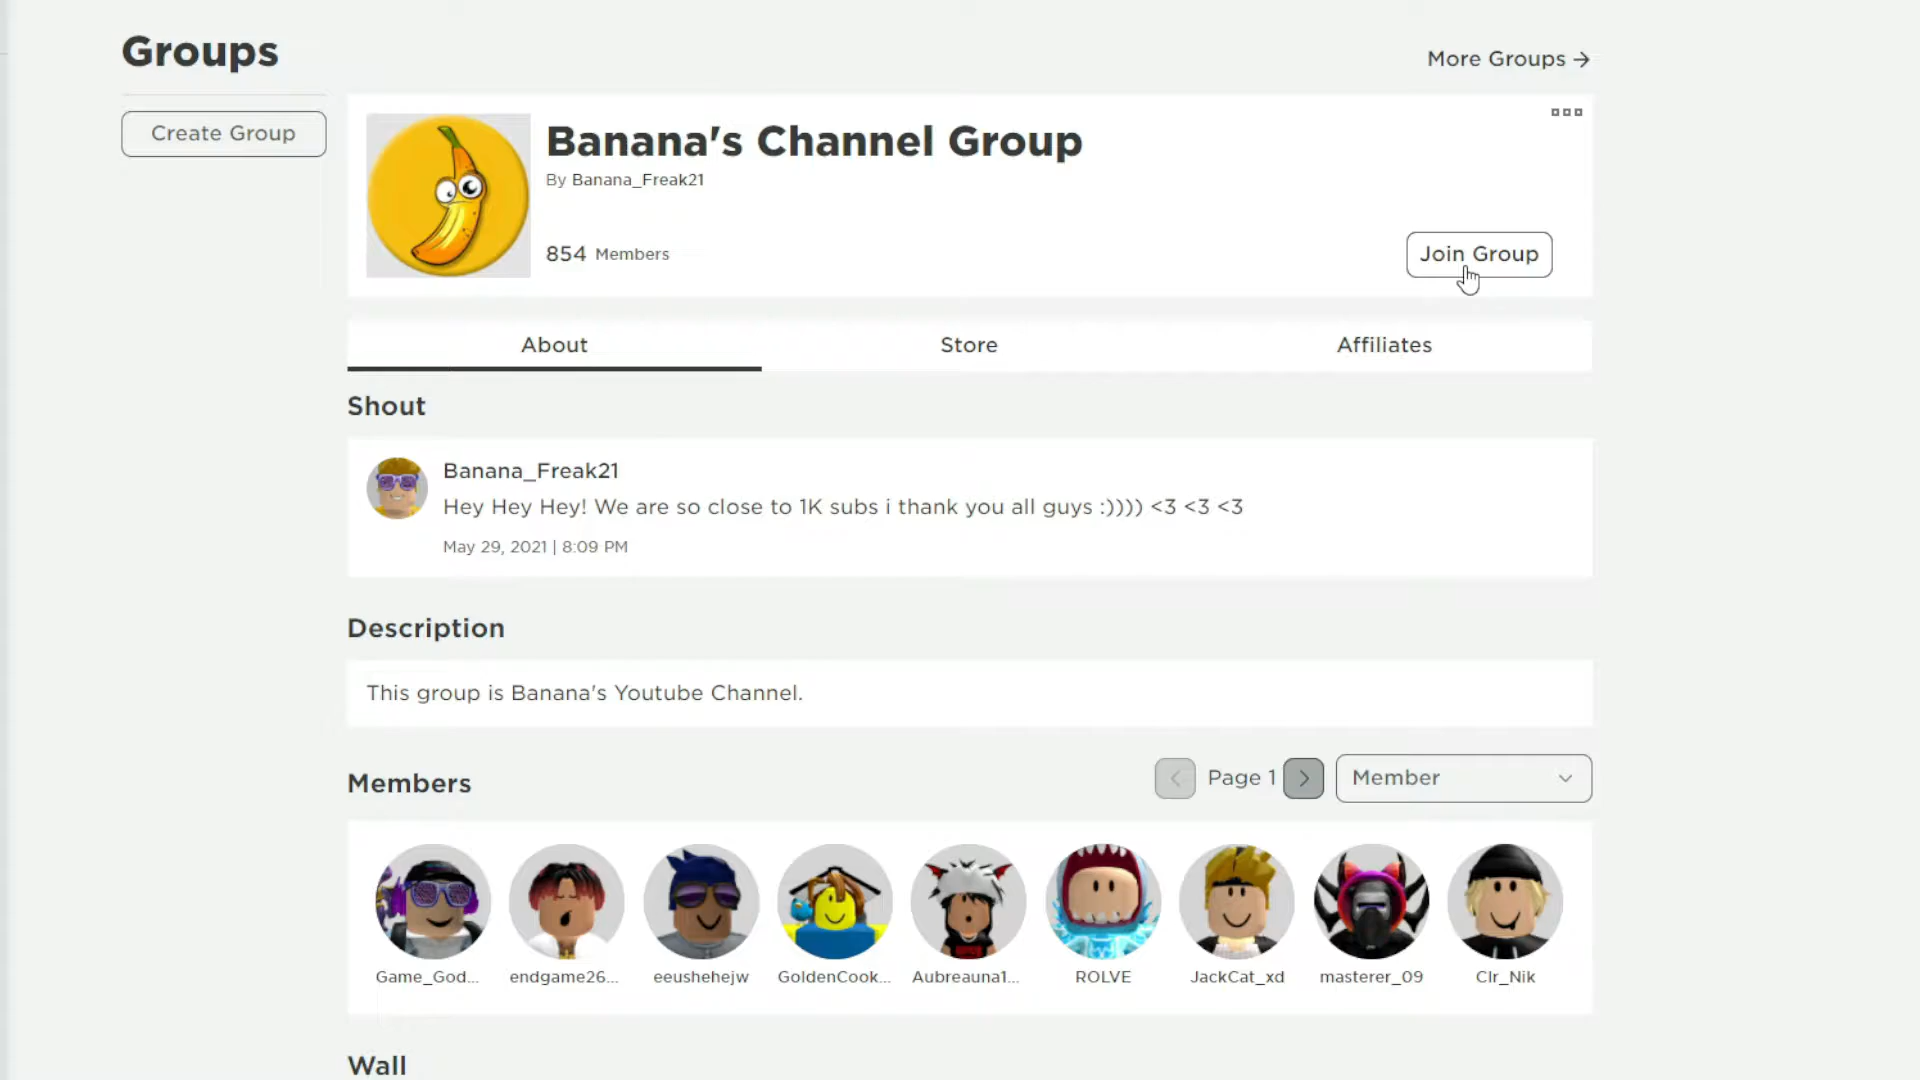 Groups
More Groups →
Create Group
Banana's Channel Group
By Banana_Freak21
854 Members
Join Group
About
Store
Affiliates
Shout
Banana_Freak21
Hey Hey Hey! We are so close to 1K subs i thank you all guys :)))) <3 <3 <3
May 29, 2021 | 8:09 PM
Description
This group is Banana's Youtube Channel.
Members
Page 1
Member
Game_God...
endgame26...
eeushehejw
GoldenCook...
Aubreauna1...
ROLVE
JackCat_xd
masterer_09
Clr_Nik
Wall